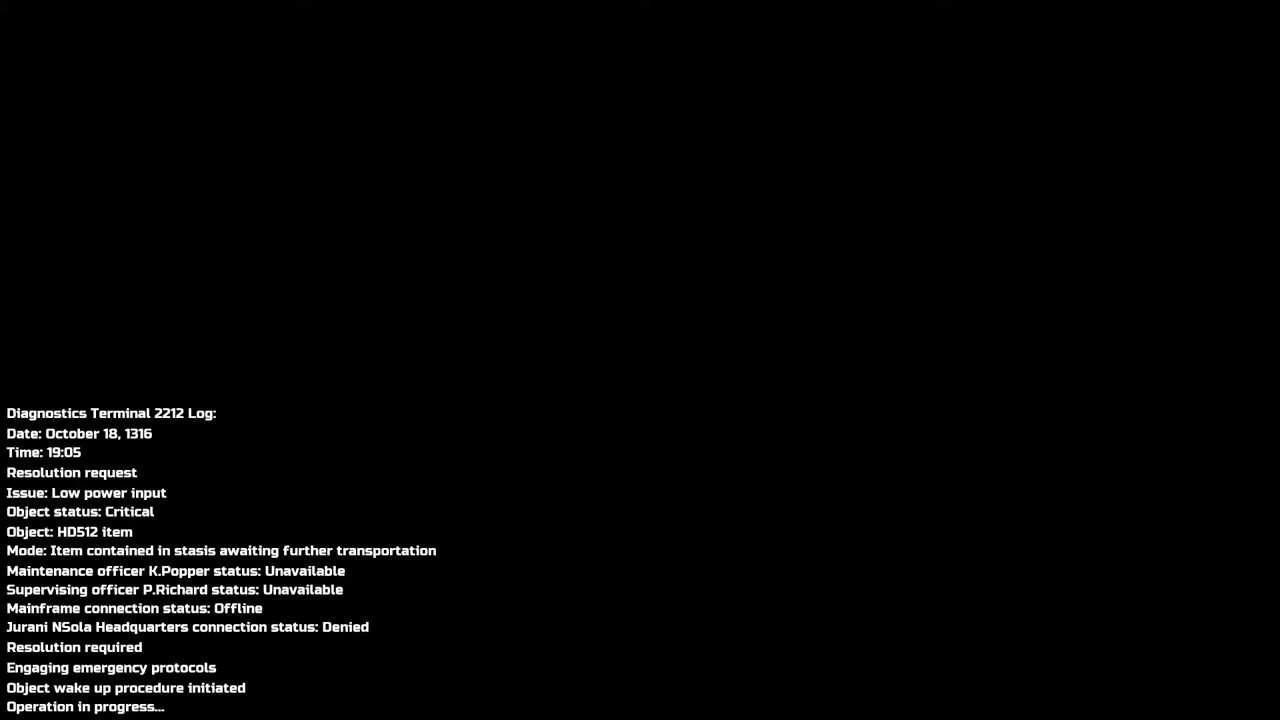 Diagnostics Terminal 2212 Log:
Date: October 18, 1316
Time: 19:05
Resolution request
Issue: Low power input
Object status: Critical
Object: HD512 item
Mode: Item contained in stasis awaiting further transportation
Maintenance officer K.Popper status: Unavailable
Supervising officer P.Richard status: Unavailable
Mainframe connection status: Offline
Jurani NSola Headquarters connection status: Denied
Resolution required
Engaging emergency protocols
Object wake up procedure initiated
Operation in progress...